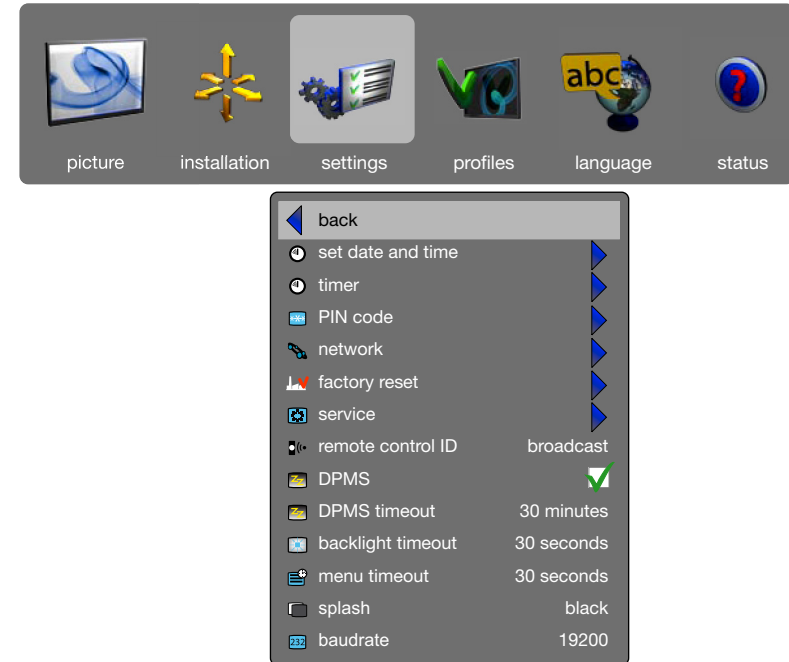 abc
picture installation settings profiles language status
back
set date and time
timer
PIN code
network
factory reset
service
remote control ID broadcast
DPMS
DPMS timeout 30 minutes
backlight timeout 30 seconds
menu timeout 30 seconds
splash black
232 baudrate 19200